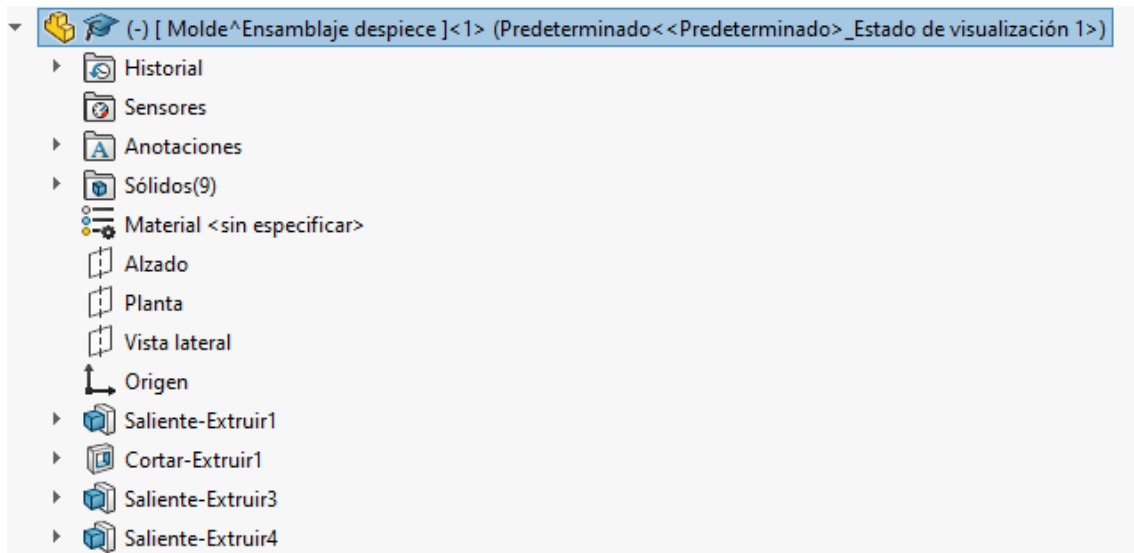 (-) [ Molde^Ensamblaje despiece ]<1> (Predeterminado<<Predeterminado>_Estado de visualización 1>)
Historial
Sensores
Anotaciones
Sólidos(9)
Material <sin especificar>
Alzado
Planta
Vista lateral
Origen
Saliente-Extruir1
Cortar-Extruir1
Saliente-Extruir3
Saliente-Extruir4